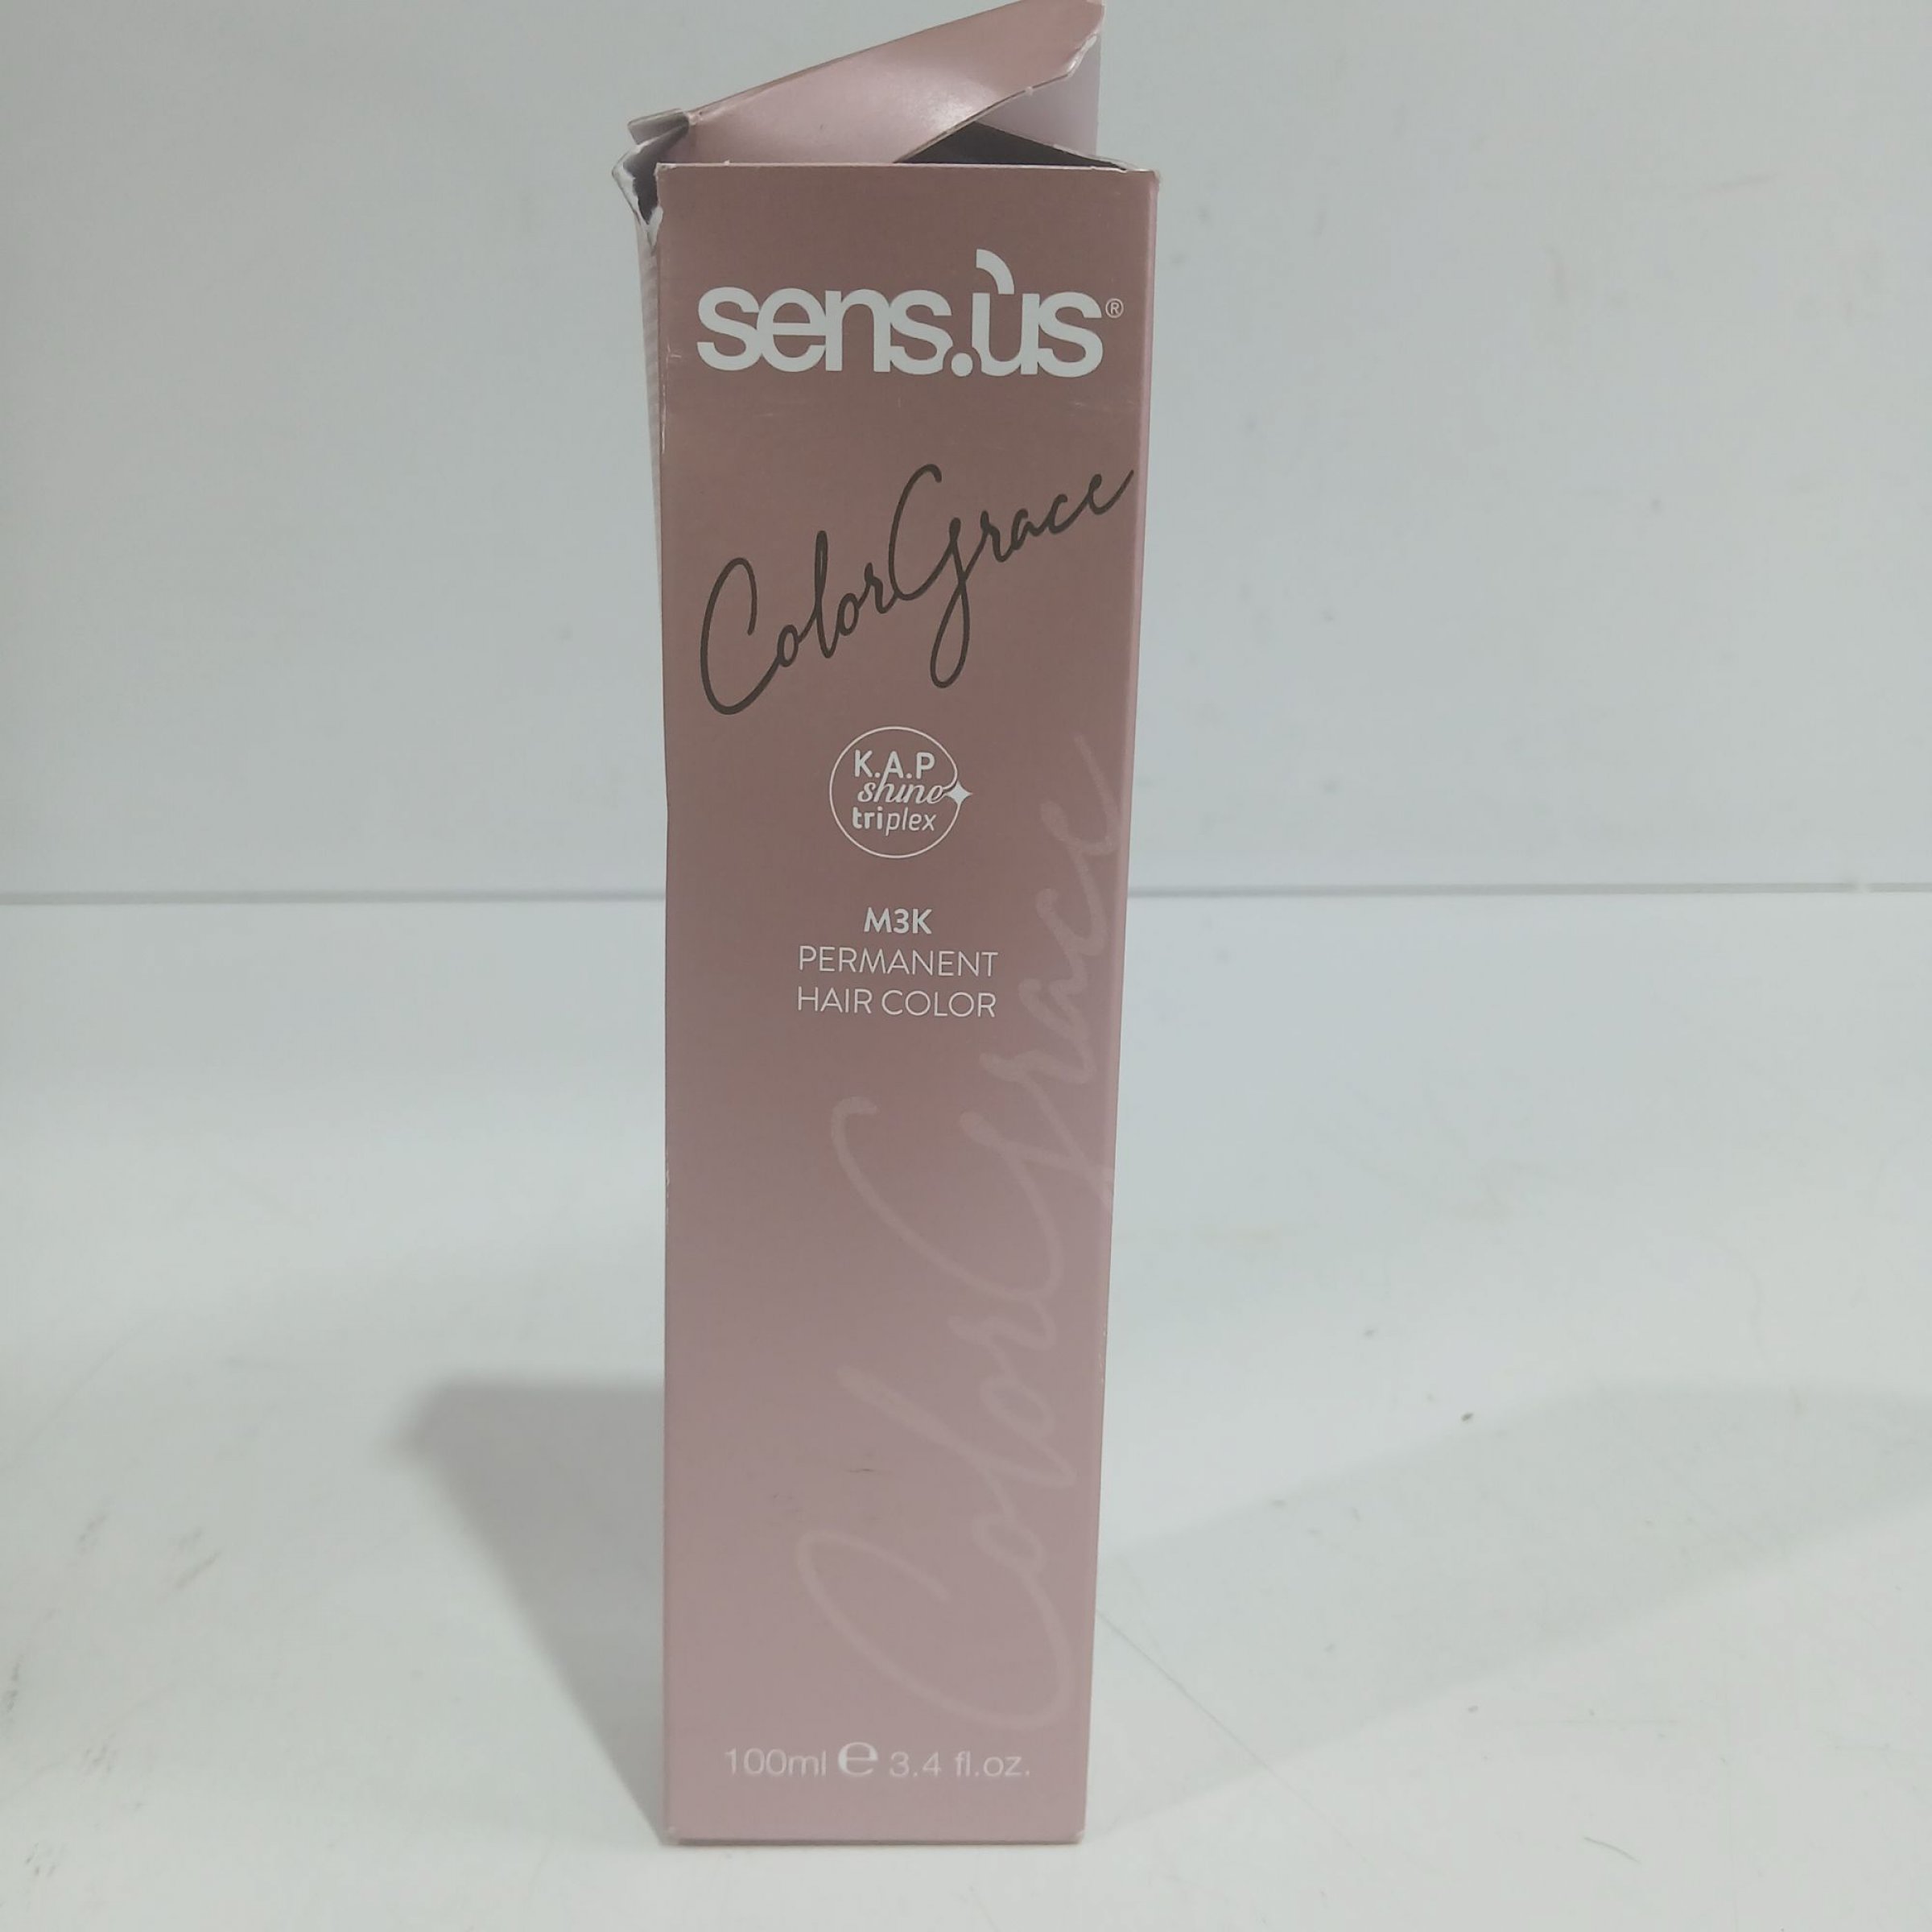 sens.ùs®
ColorGrace
K.A.P
shine
triplex
M3K
PERMANENT
HAIR COLOR
ColorGrace
100ml ℮ 3.4 fl.oz.